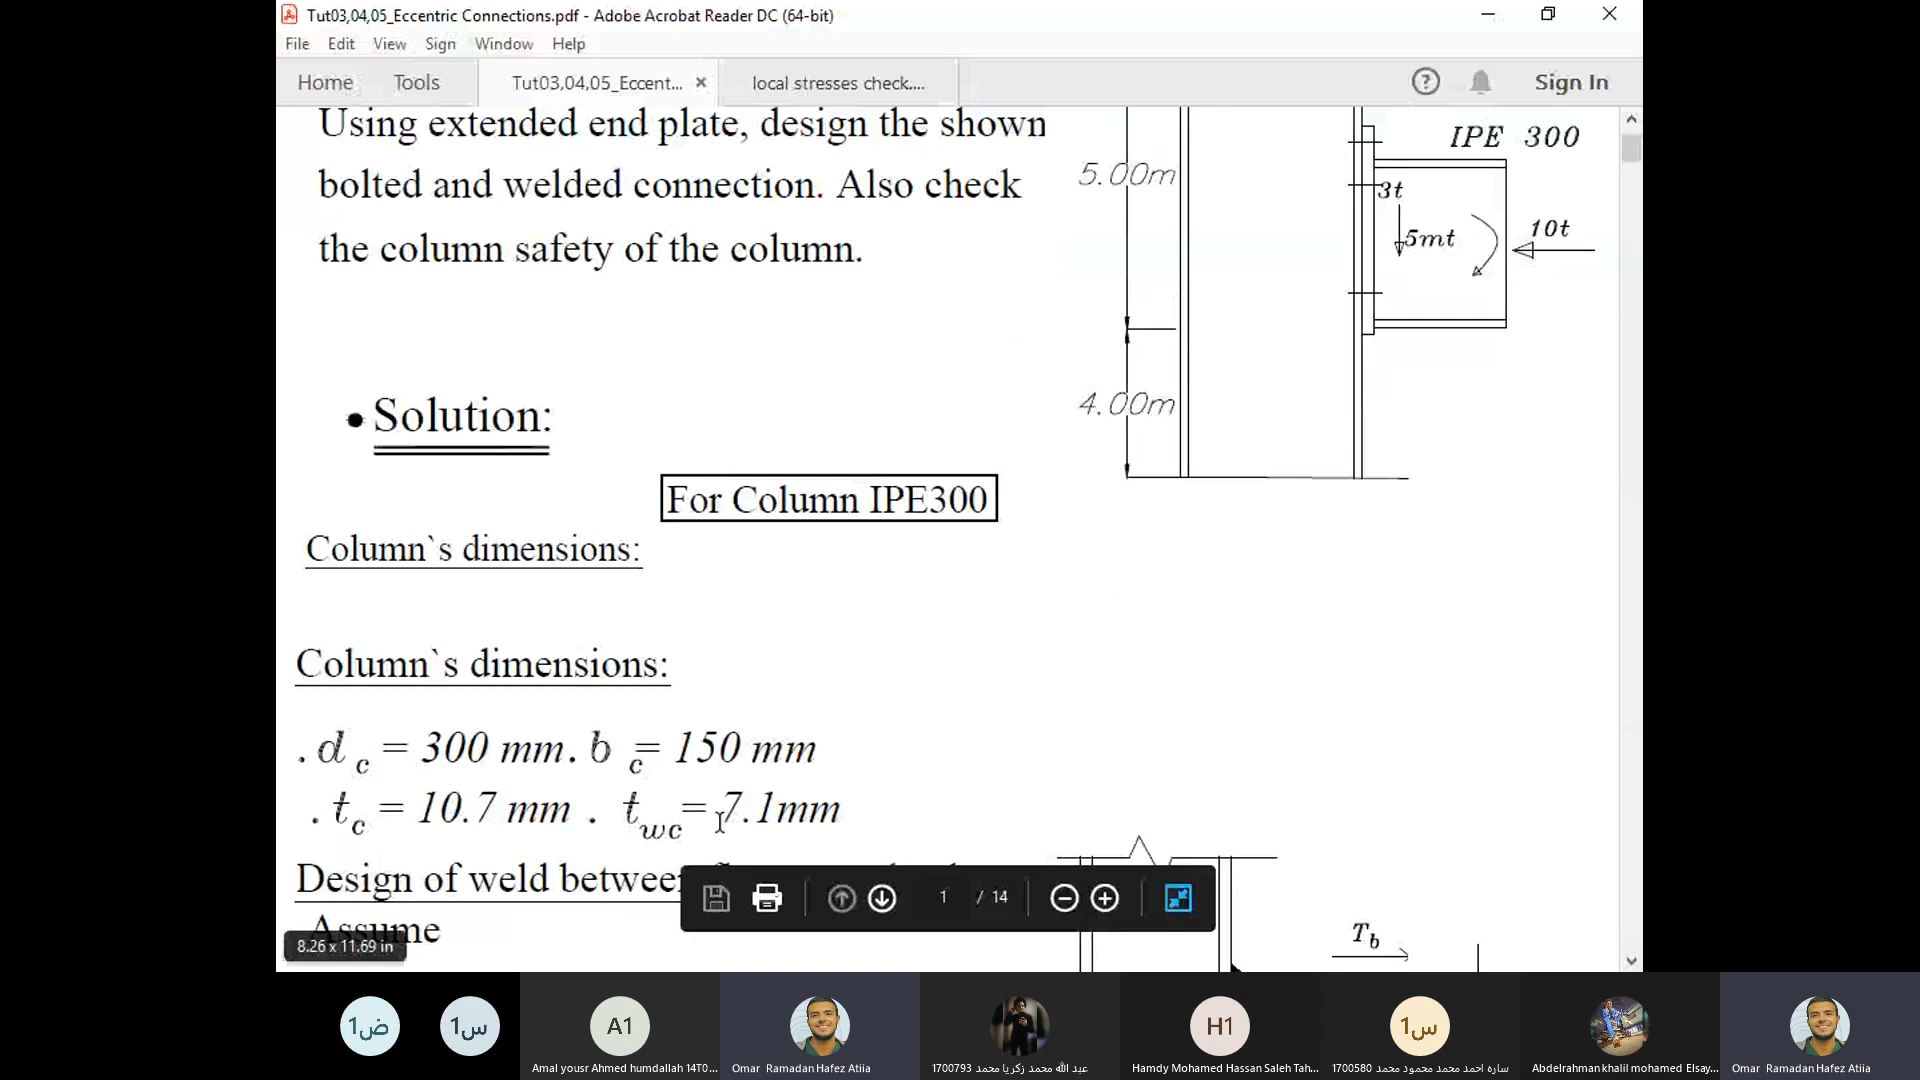 Tut03,04,05_Eccentric Connections.pdf - Adobe Acrobat Reader DC (64-bit)
File Edit View Sign Window Help
Home Tools Tut03,04,05_Eccent... local stresses check.... Sign In
Using extended end plate, design the shown
bolted and welded connection. Also check
the column safety of the column.
5.00m
4.00m
IPE 300
3t
5mt
10t
Solution:
For Column IPE300
Column`s dimensions:
Column`s dimensions:
. d c = 300 mm. b c = 150 mm
. t c = 10.7 mm . t wc = 7.1mm
Design of weld between
Assume
T b
1 / 14
8.26 x 11.69 in
1ض
1س
A1
H1
1س
Amal yousr Ahmed humdallah 14T0...
Omar Ramadan Hafez Atiia
عبد الله محمد زكريا محمد 1700793
Hamdy Mohamed Hassan Saleh Tah...
ساره احمد محمد محمود محمد 1700580
Abdelrahman khalil mohamed Elsay...
Omar Ramadan Hafez Atiia